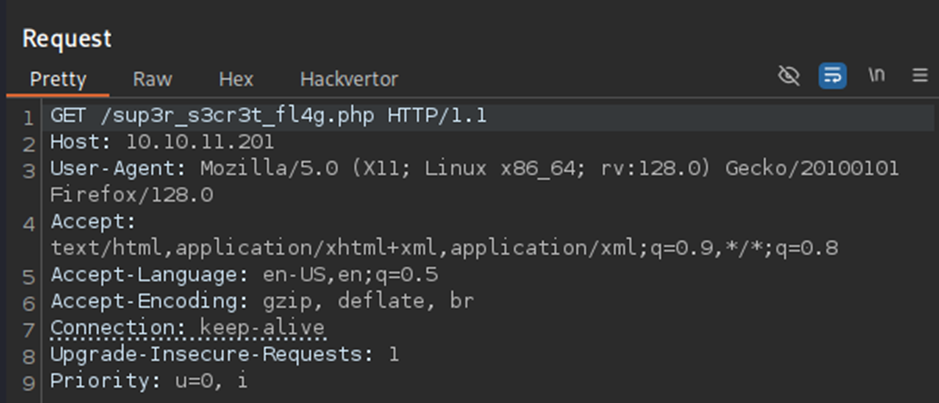 Request
Pretty Raw Hex Hackvertor \n
1 GET /sup3r_s3cr3t_fl4g.php HTTP/1.1
2 Host: 10.10.11.201
3 User-Agent: Mozilla/5.0 (X11; Linux x86_64; rv:128.0) Gecko/20100101
Firefox/128.0
4 Accept:
text/html,application/xhtml+xml,application/xml;q=0.9,*/*;q=0.8
5 Accept-Language: en-US,en;q=0.5
6 Accept-Encoding: gzip, deflate, br
7 Connection: keep-alive
8 Upgrade-Insecure-Requests: 1
9 Priority: u=0, i